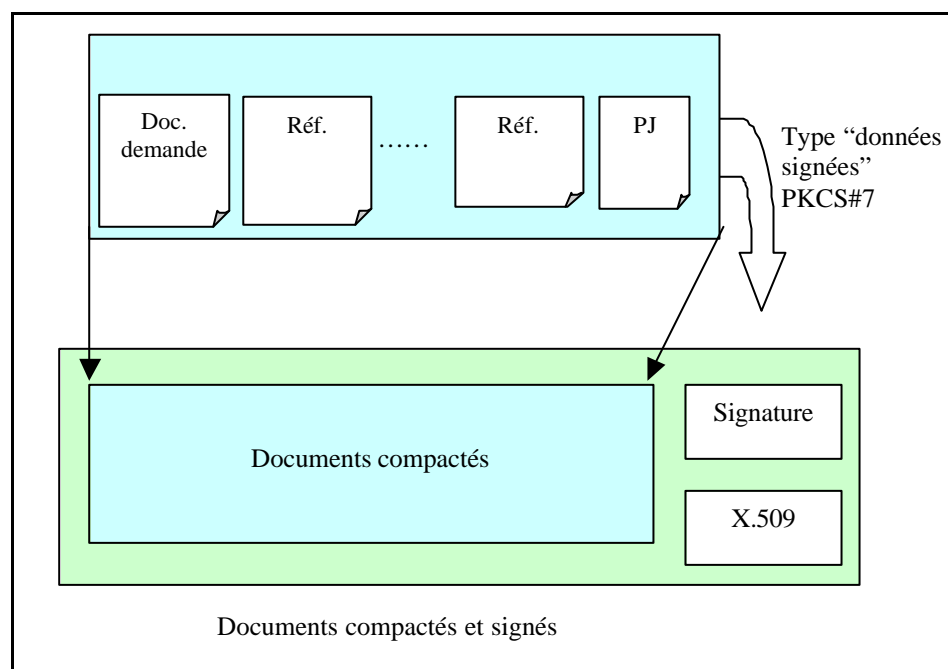 Doc.
demande
Réf.
……
Réf.
PJ
Type “données
signées”
PKCS#7
Documents compactés
Signature
X.509
Documents compactés et signés